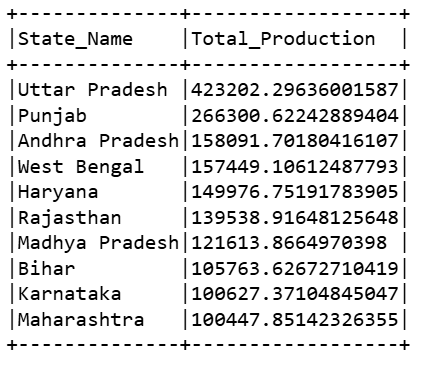 +--------------+------------------+
|State_Name    |Total_Production  |
+--------------+------------------+
|Uttar Pradesh |423202.29636001587|
|Punjab        |266300.62242889404|
|Andhra Pradesh|158091.70180416107|
|West Bengal   |157449.10612487793|
|Haryana       |149976.75191783905|
|Rajasthan     |139538.91648125648|
|Madhya Pradesh|121613.8664970398 |
|Bihar         |105763.62672710419|
|Karnataka     |100627.37104845047|
|Maharashtra   |100447.85142326355|
+--------------+------------------+